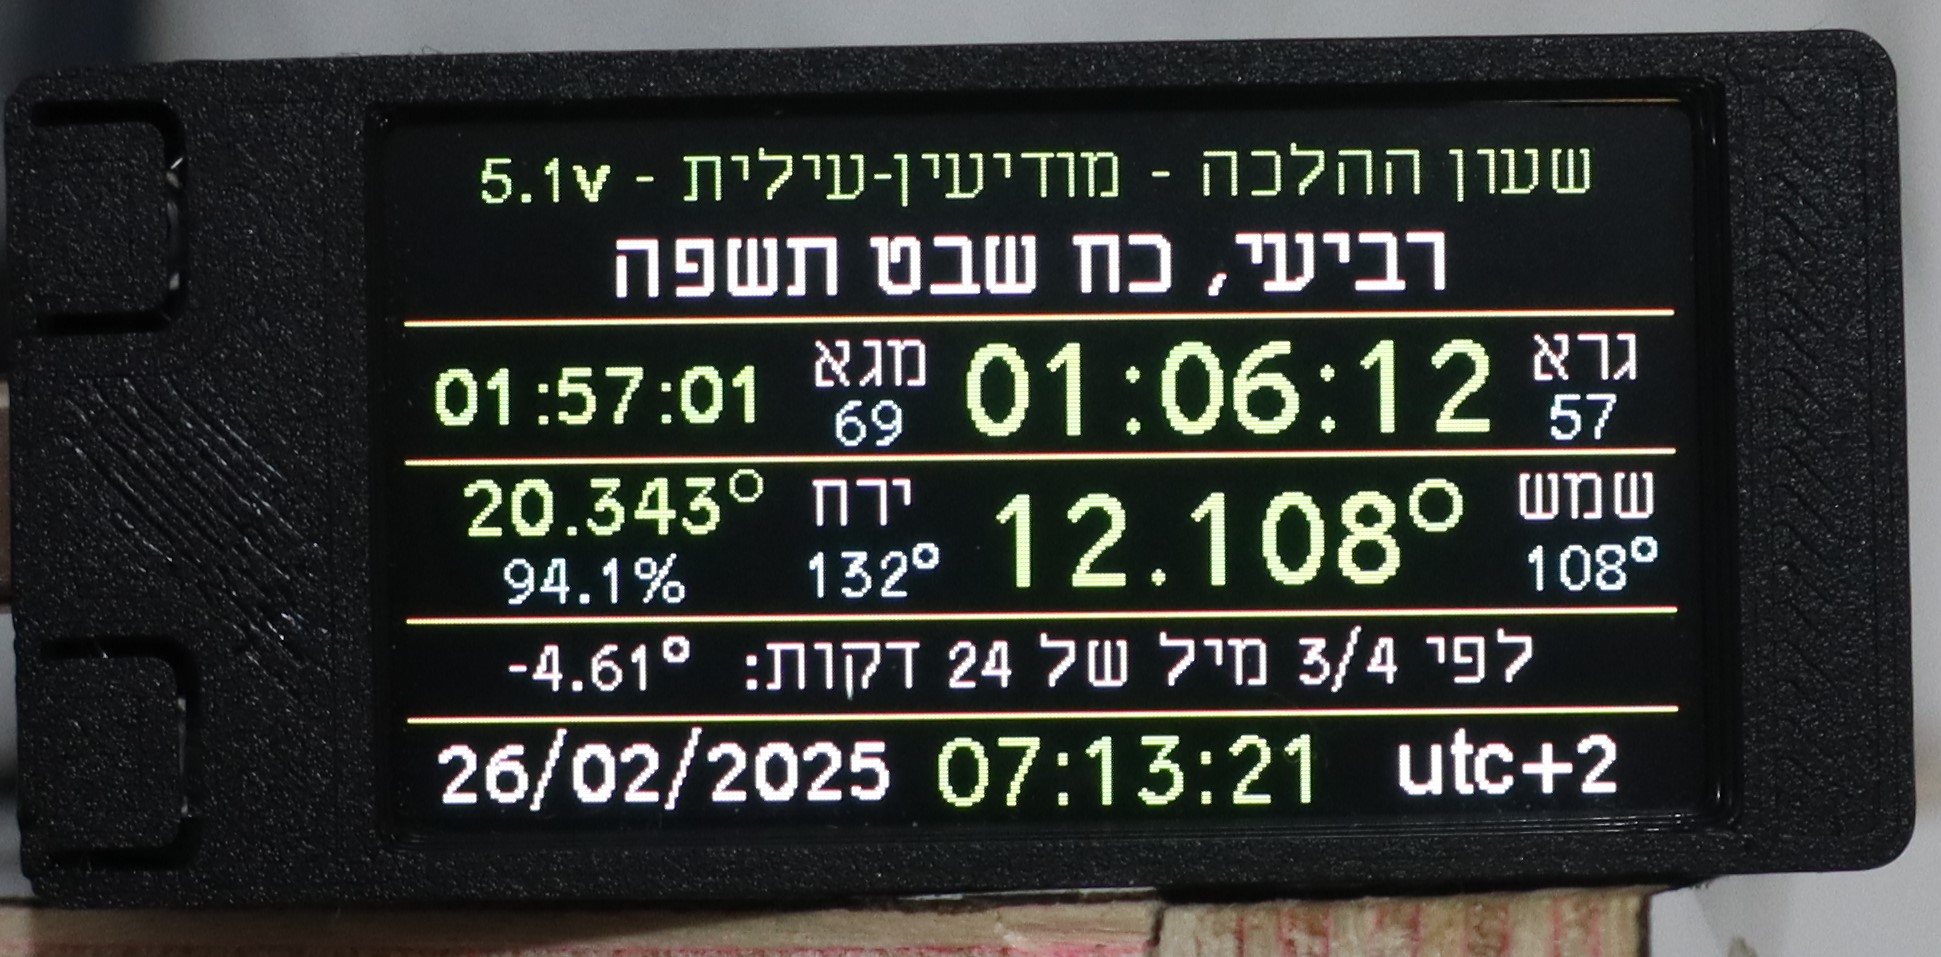 שעון ההלכה - מודיעין-עילית - 5.1v
רביעי, כח שבט תשפה
גרא 01:06:12 מגא 01:57:01
57 69
שמש 12.108° ירח 20.343°
108° 132° 94.1%
לפי 3/4 מיל של 24 דקות: -4.61°
26/02/2025 07:13:21 utc+2